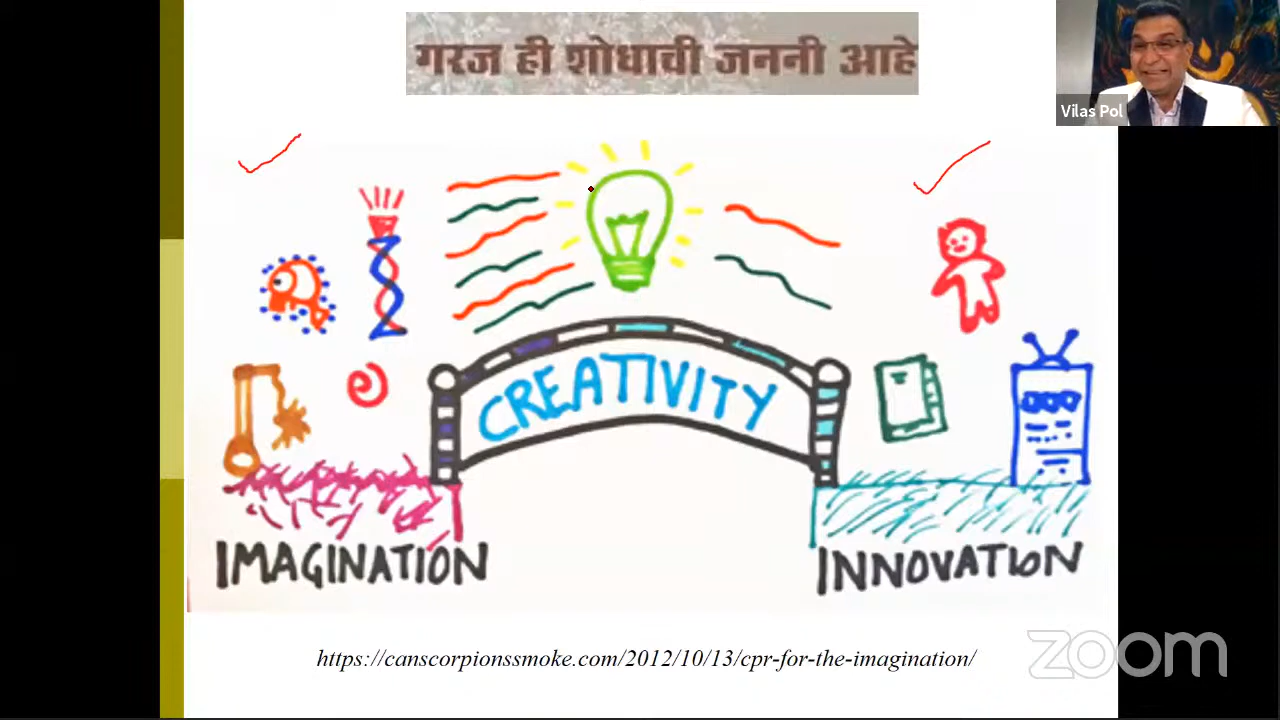 गरज ही शोधाची जननी आहे
Vilas Pol
CREATIVITY
IMAGINATION
INNOVATION
https://canscorpionssmoke.com/2012/10/13/cpr-for-the-imagination/
zoom